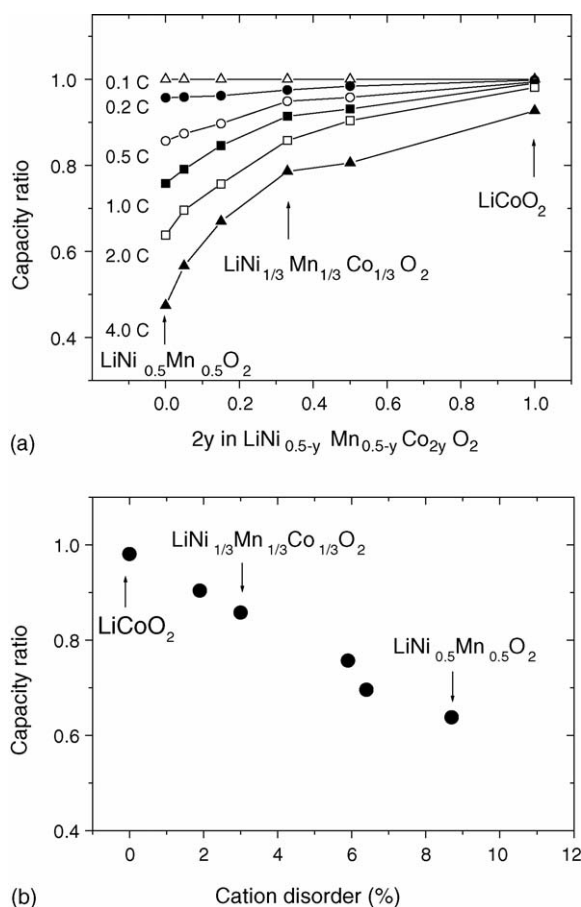 1.0
0.8
0.6
0.4
Capacity ratio
0.1 C
0.2 C
0.5 C
1.0 C
2.0 C
4.0 C
LiCoO2
LiNi1/3Mn1/3Co1/3O2
LiNi0.5Mn0.5O2
0.0 0.2 0.4 0.6 0.8 1.0
(a) 2y in LiNi0.5-y Mn0.5-y Co2y O2
1.0
0.8
0.6
0.4
Capacity ratio
LiNi1/3Mn1/3Co1/3O2
LiCoO2
LiNi0.5Mn0.5O2
0 2 4 6 8 10 12
(b) Cation disorder (%)